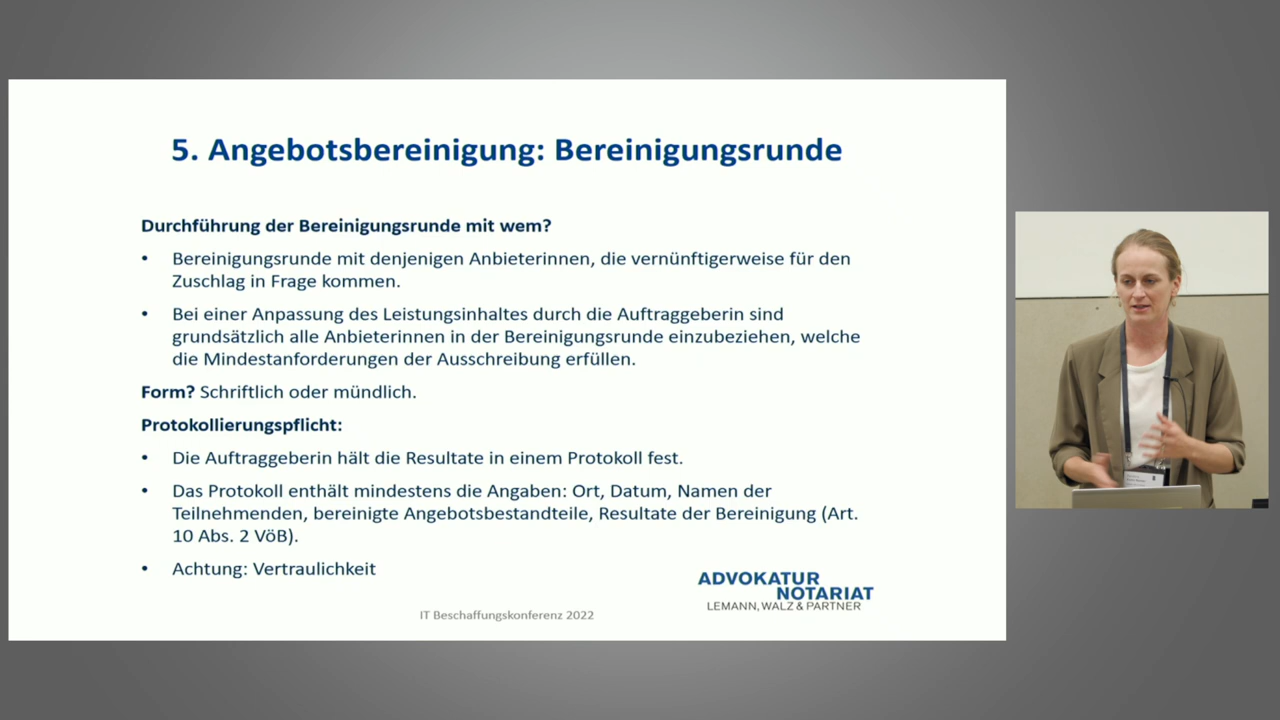 5. Angebotsbereinigung: Bereinigungsrunde
Durchführung der Bereinigungsrunde mit wem?
• Bereinigungsrunde mit denjenigen Anbieterinnen, die vernünftigerweise für den
Zuschlag in Frage kommen.
• Bei einer Anpassung des Leistungsinhaltes durch die Auftraggeberin sind
grundsätzlich alle Anbieterinnen in der Bereinigungsrunde einzubeziehen, welche
die Mindestanforderungen der Ausschreibung erfüllen.
Form? Schriftlich oder mündlich.
Protokollierungspflicht:
• Die Auftraggeberin hält die Resultate in einem Protokoll fest.
• Das Protokoll enthält mindestens die Angaben: Ort, Datum, Namen der
Teilnehmenden, bereinigte Angebotsbestandteile, Resultate der Bereinigung (Art.
10 Abs. 2 VöB).
• Achtung: Vertraulichkeit
ADVOKATUR
NOTARIAT
LEMANN, WALZ & PARTNER
IT Beschaffungskonferenz 2022